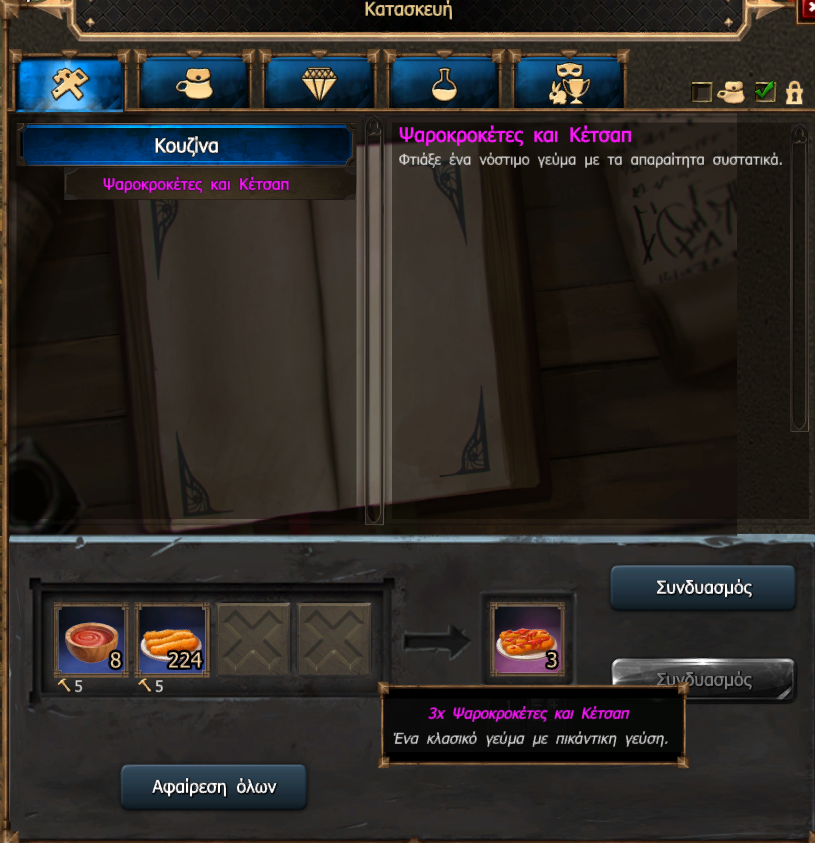 Κατασκευή
Κουζίνα
Ψαροκροκέτες και Κέτσαπ
Ψαροκροκέτες και Κέτσαπ
Φτιάξε ένα νόστιμο γεύμα με τα απαραίτητα συστατικά.
8
224
3
5
5
Συνδυασμός
Συνδυασμός
3x Ψαροκροκέτες και Κέτσαπ
Ένα κλασικό γεύμα με πικάντικη γεύση.
Αφαίρεση όλων